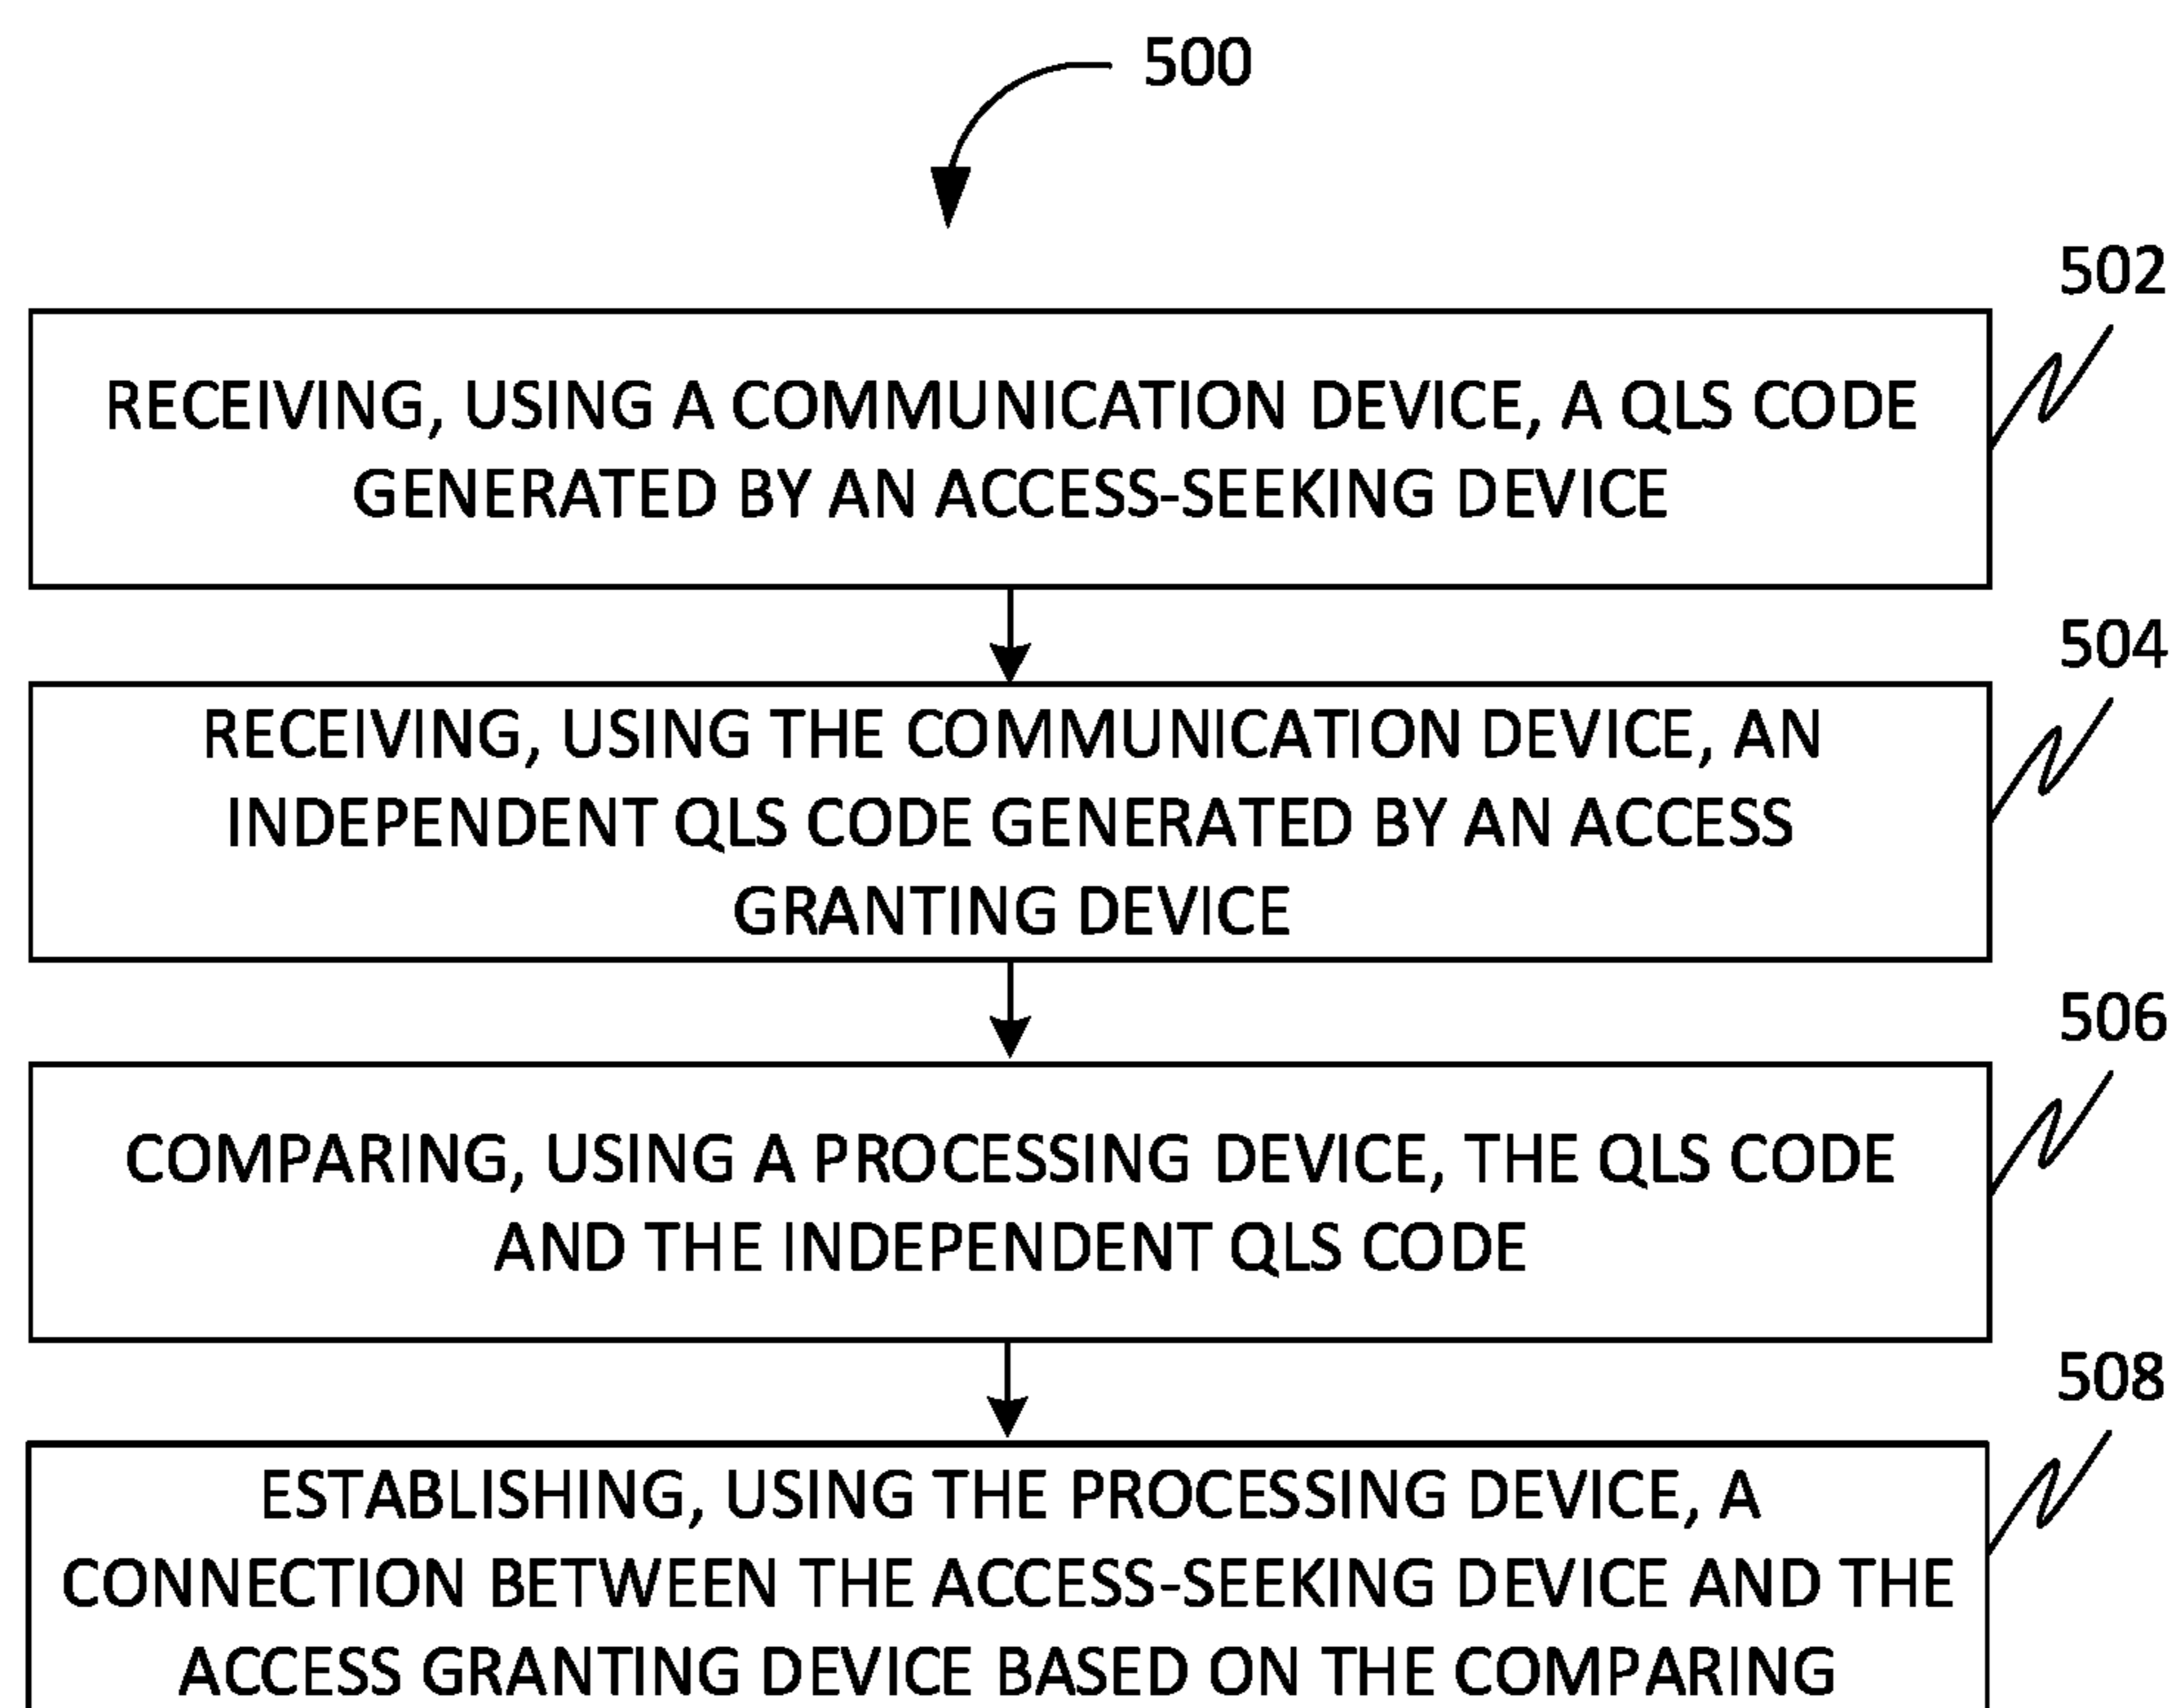 500
502
RECEIVING, USING A COMMUNICATION DEVICE, A QLS CODE
GENERATED BY AN ACCESS-SEEKING DEVICE
504
RECEIVING, USING THE COMMUNICATION DEVICE, AN
INDEPENDENT QLS CODE GENERATED BY AN ACCESS
GRANTING DEVICE
506
COMPARING, USING A PROCESSING DEVICE, THE QLS CODE
AND THE INDEPENDENT QLS CODE
508
ESTABLISHING, USING THE PROCESSING DEVICE, A
CONNECTION BETWEEN THE ACCESS-SEEKING DEVICE AND THE
ACCESS GRANTING DEVICE BASED ON THE COMPARING